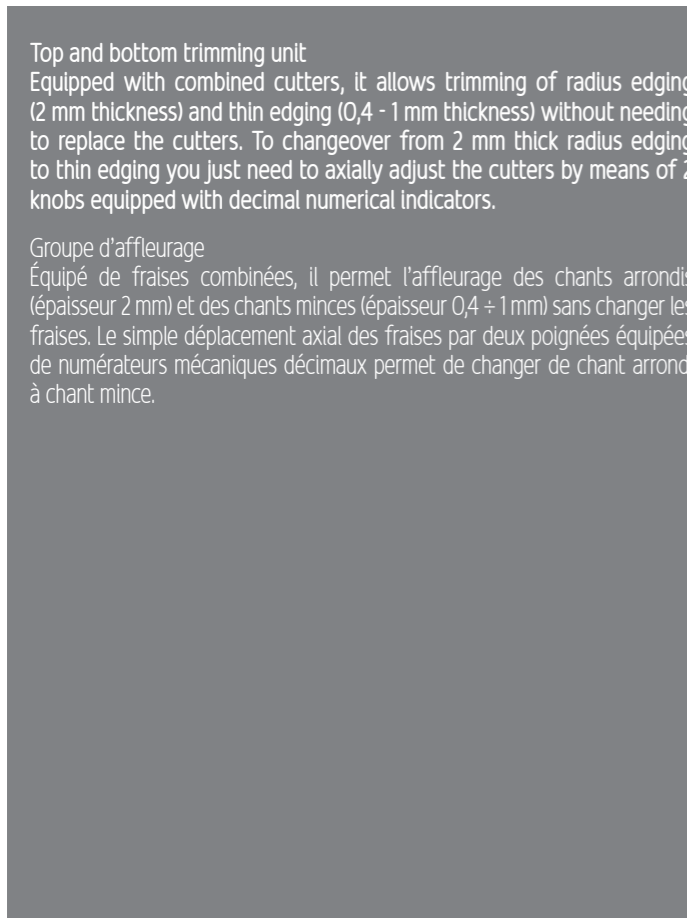 Top and bottom trimming unit
Equipped with combined cutters, it allows trimming of radius edging
(2 mm thickness) and thin edging (0,4 - 1 mm thickness) without needing
to replace the cutters. To changeover from 2 mm thick radius edging
to thin edging you just need to axially adjust the cutters by means of 2
knobs equipped with decimal numerical indicators.
Groupe d'affleurage
Équipé de fraises combinées, il permet l'affleurage des chants arrondis
(épaisseur 2 mm) et des chants minces (épaisseur 0,4 ÷ 1 mm) sans changer les
fraises. Le simple déplacement axial des fraises par deux poignées équipées
de numérateurs mécaniques décimaux permet de changer de chant arrond
à chant mince.